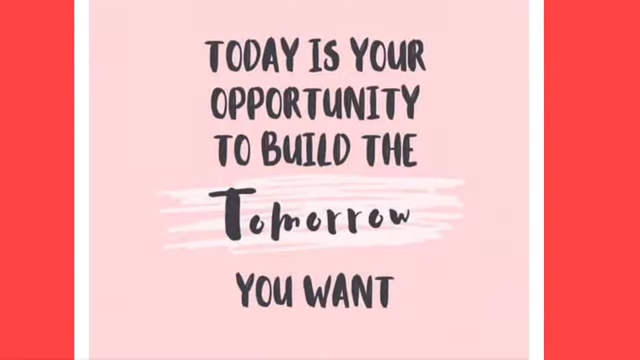 TODAY IS YOUR
OPPORTUNITY
TO BUILD THE
Tomorrow
YOU WANT